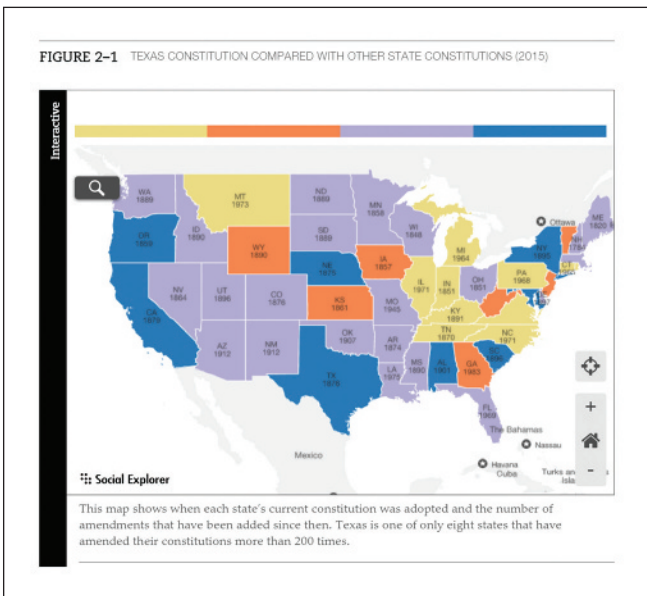 FIGURE 2–1 TEXAS CONSTITUTION COMPARED WITH OTHER STATE CONSTITUTIONS (2015)
Interactive
WA
1889
MT
1973
ND
1889
MN
1858
ME
1820
Ottawa
OR
1859
ID
1890
WY
1890
SD
1889
WI
1848
MI
1964
NH
1784
NV
1864
UT
1896
CO
1876
NE
1875
IA
1857
IL
1971
IN
1851
OH
1851
PA
1968
NY
1895
CA
1879
KS
1861
MO
1945
KY
1891
AZ
1912
NM
1912
OK
1907
AR
1874
TN
1870
NC
1971
TX
1876
LA
1975
MS
1890
AL
1901
GA
1983
SC
1896
FL
1969
The Bahamas
Nassau
Mexico
Havana
Cuba
Turks and
Isla
+
-
Social Explorer
This map shows when each state's current constitution was adopted and the number of
amendments that have been added since then. Texas is one of only eight states that have
amended their constitutions more than 200 times.